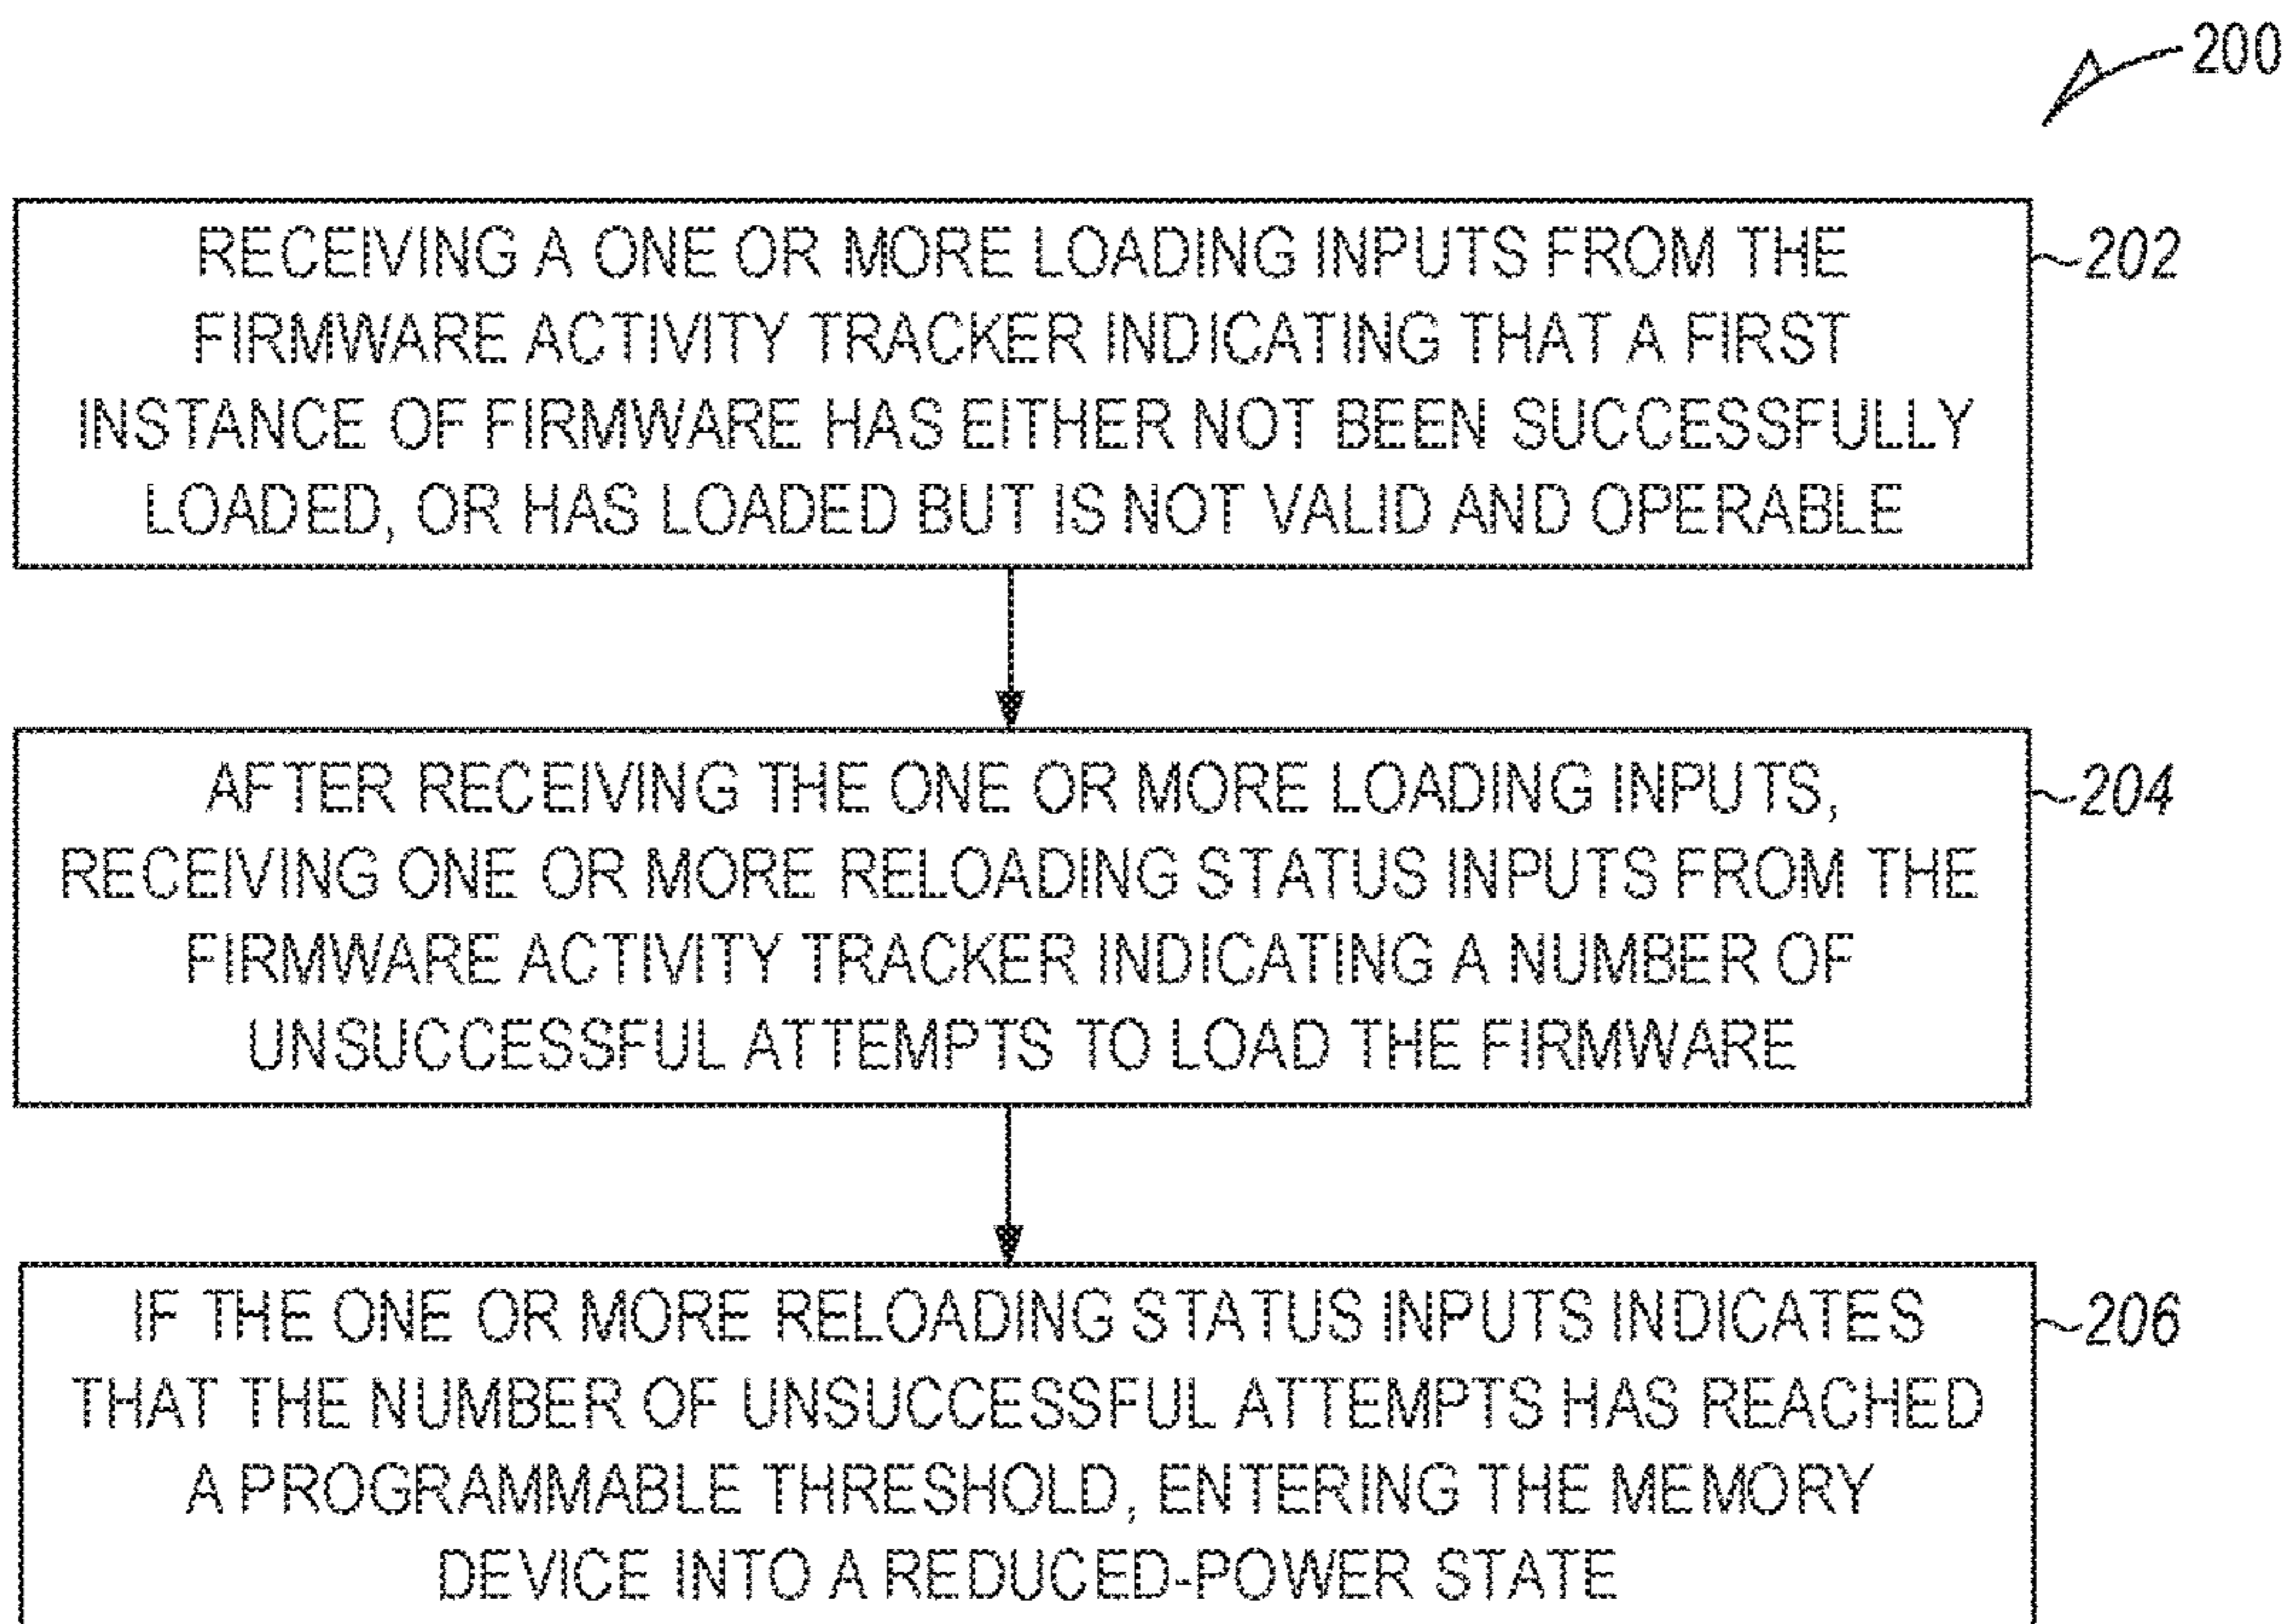 200
RECEIVING A ONE OR MORE LOADING INPUTS FROM THE
FIRMWARE ACTIVITY TRACKER INDICATING THAT A FIRST
INSTANCE OF FIRMWARE HAS EITHER NOT BEEN SUCCESSFULLY
LOADED, OR HAS LOADED BUT IS NOT VALID AND OPERABLE
202
AFTER RECEIVING THE ONE OR MORE LOADING INPUTS,
RECEIVING ONE OR MORE RELOADING STATUS INPUTS FROM THE
FIRMWARE ACTIVITY TRACKER INDICATING A NUMBER OF
UNSUCCESSFUL ATTEMPTS TO LOAD THE FIRMWARE
204
IF THE ONE OR MORE RELOADING STATUS INPUTS INDICATES
THAT THE NUMBER OF UNSUCCESSFUL ATTEMPTS HAS REACHED
A PROGRAMMABLE THRESHOLD, ENTERING THE MEMORY
DEVICE INTO A REDUCED-POWER STATE
206